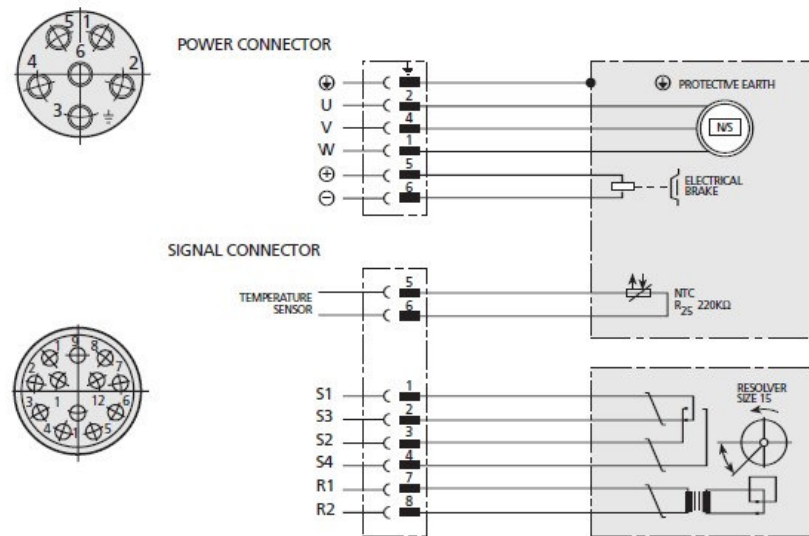 POWER CONNECTOR
5 1
6
4 2
3
2
U
4
V
1
W
5
+
6
−
PROTECTIVE EARTH
N/S
ELECTRICAL
BRAKE
SIGNAL CONNECTOR
TEMPERATURE
SENSOR
5
6
NTC
R25 220KΩ
1 9 8
2 7
3 1 12 6
4 1 5
S1 1
S3 2
S2 3
S4 4
R1 7
R2 8
RESOLVER
SIZE 15